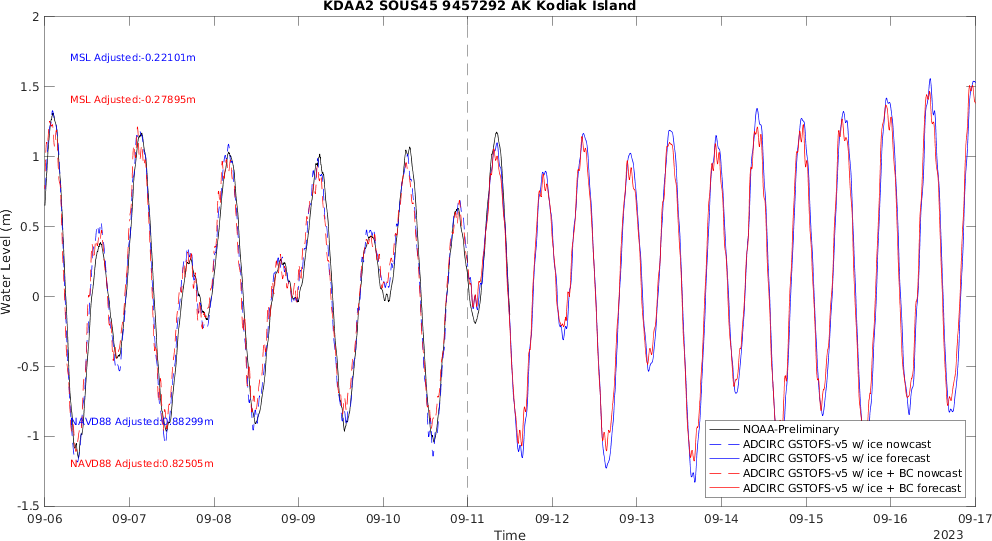 KDAA2 SOUS45 9457292 AK Kodiak Island
2
MSL Adjusted:-0.22101m
1.5
MSL Adjusted:-0.27895m
1
0.5
Water Level (m)
0
-0.5
NAVD88 Adjusted:0.88299m
-1
NAVD88 Adjusted:0.82505m
-1.5
NOAA-Preliminary
ADCIRC GSTOFS-v5 w/ ice nowcast
ADCIRC GSTOFS-v5 w/ ice forecast
ADCIRC GSTOFS-v5 w/ ice + BC nowcast
ADCIRC GSTOFS-v5 w/ ice + BC forecast
09-06 09-07 09-08 09-09 09-10 09-11 09-12 09-13 09-14 09-15 09-16 09-17
Time
2023